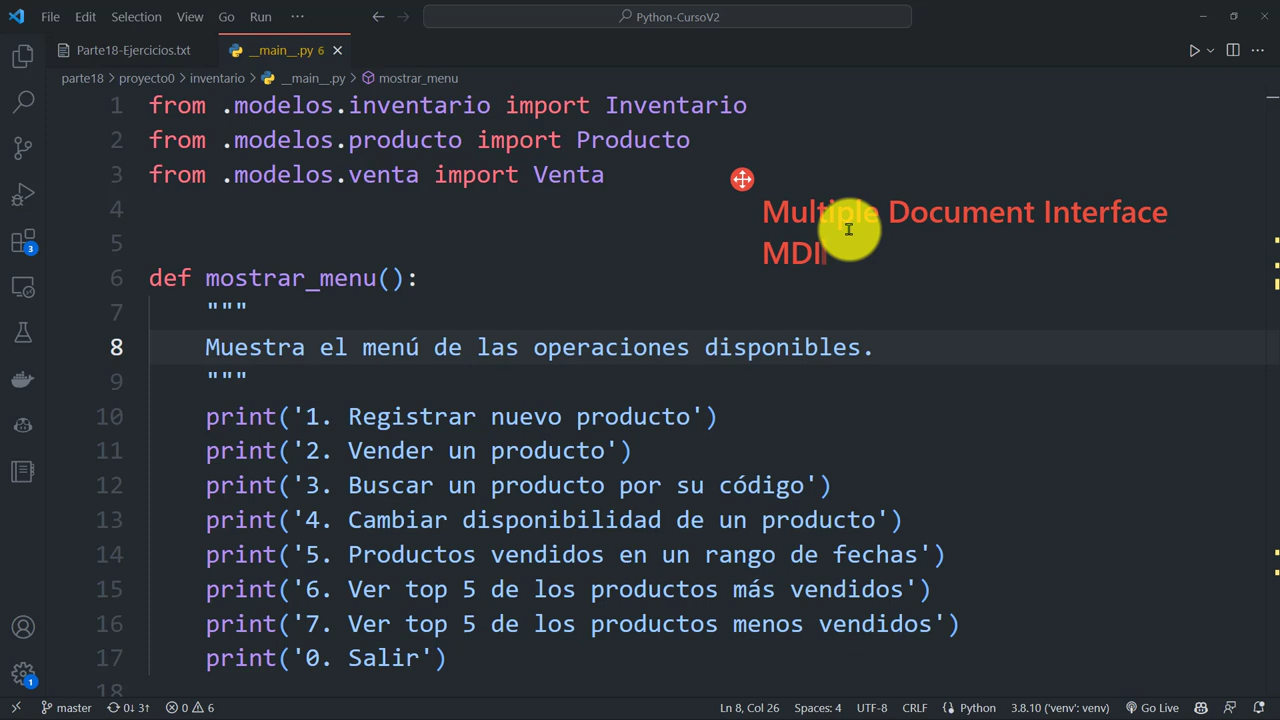 File Edit Selection View Go Run ··· Python-CursoV2
Parte18-Ejercicios.txt __main__.py 6
parte18 > proyecto0 > inventario > __main__.py > mostrar_menu
1 from .modelos.inventario import Inventario
2 from .modelos.producto import Producto
3 from .modelos.venta import Venta
4
Multiple Document Interface
5
MDI
6 def mostrar_menu():
7 """
8 Muestra el menú de las operaciones disponibles.
9 """
10 print('1. Registrar nuevo producto')
11 print('2. Vender un producto')
12 print('3. Buscar un producto por su código')
13 print('4. Cambiar disponibilidad de un producto')
14 print('5. Productos vendidos en un rango de fechas')
15 print('6. Ver top 5 de los productos más vendidos')
16 print('7. Ver top 5 de los productos menos vendidos')
17 print('0. Salir')
18
3
1
master 0↓ 3↑ 0 6 Ln 8, Col 26 Spaces: 4 UTF-8 CRLF Python 3.8.10 ('venv': venv) Go Live